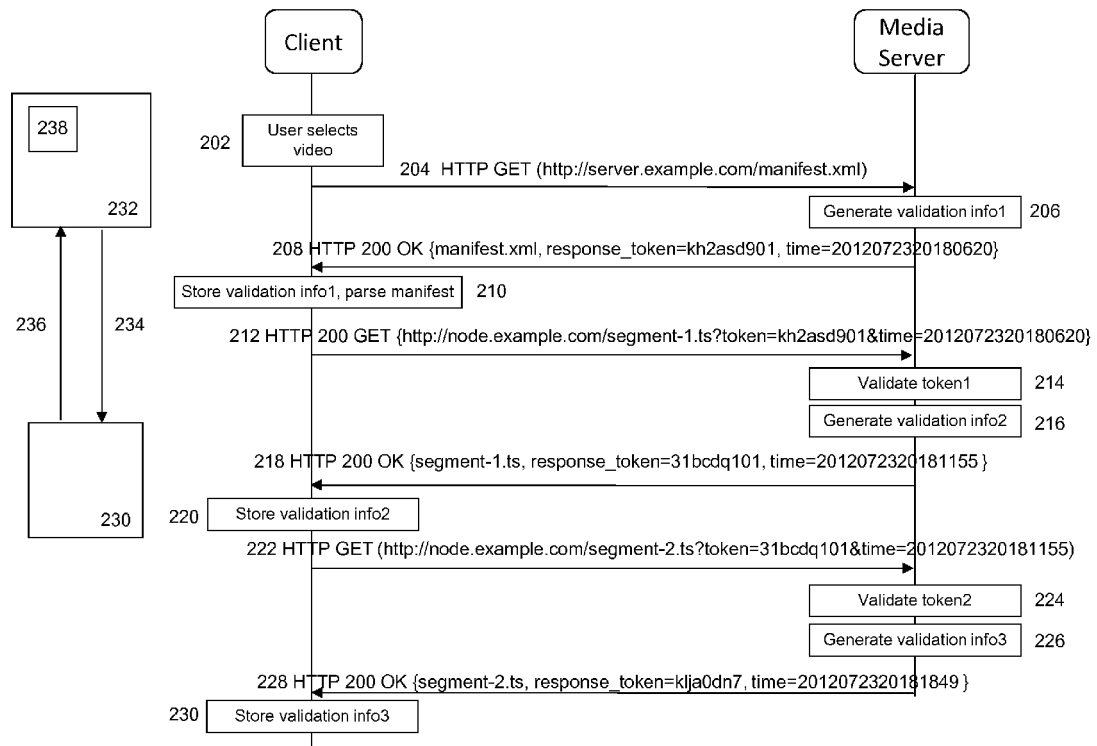 Client
Media
Server
238
232
236
234
230
202
User selects
video
204 HTTP GET (http://server.example.com/manifest.xml)
Generate validation info1
206
208 HTTP 200 OK {manifest.xml, response_token=kh2asd901, time=2012072320180620}
Store validation info1, parse manifest
210
212 HTTP 200 GET {http://node.example.com/segment-1.ts?token=kh2asd901&time=2012072320180620}
Validate token1
214
Generate validation info2
216
218 HTTP 200 OK {segment-1.ts, response_token=31bcdq101, time=2012072320181155 }
220
Store validation info2
222 HTTP GET (http://node.example.com/segment-2.ts?token=31bcdq101&time=2012072320181155)
Validate token2
224
Generate validation info3
226
228 HTTP 200 OK {segment-2.ts, response_token=klja0dn7, time=2012072320181849 }
230
Store validation info3